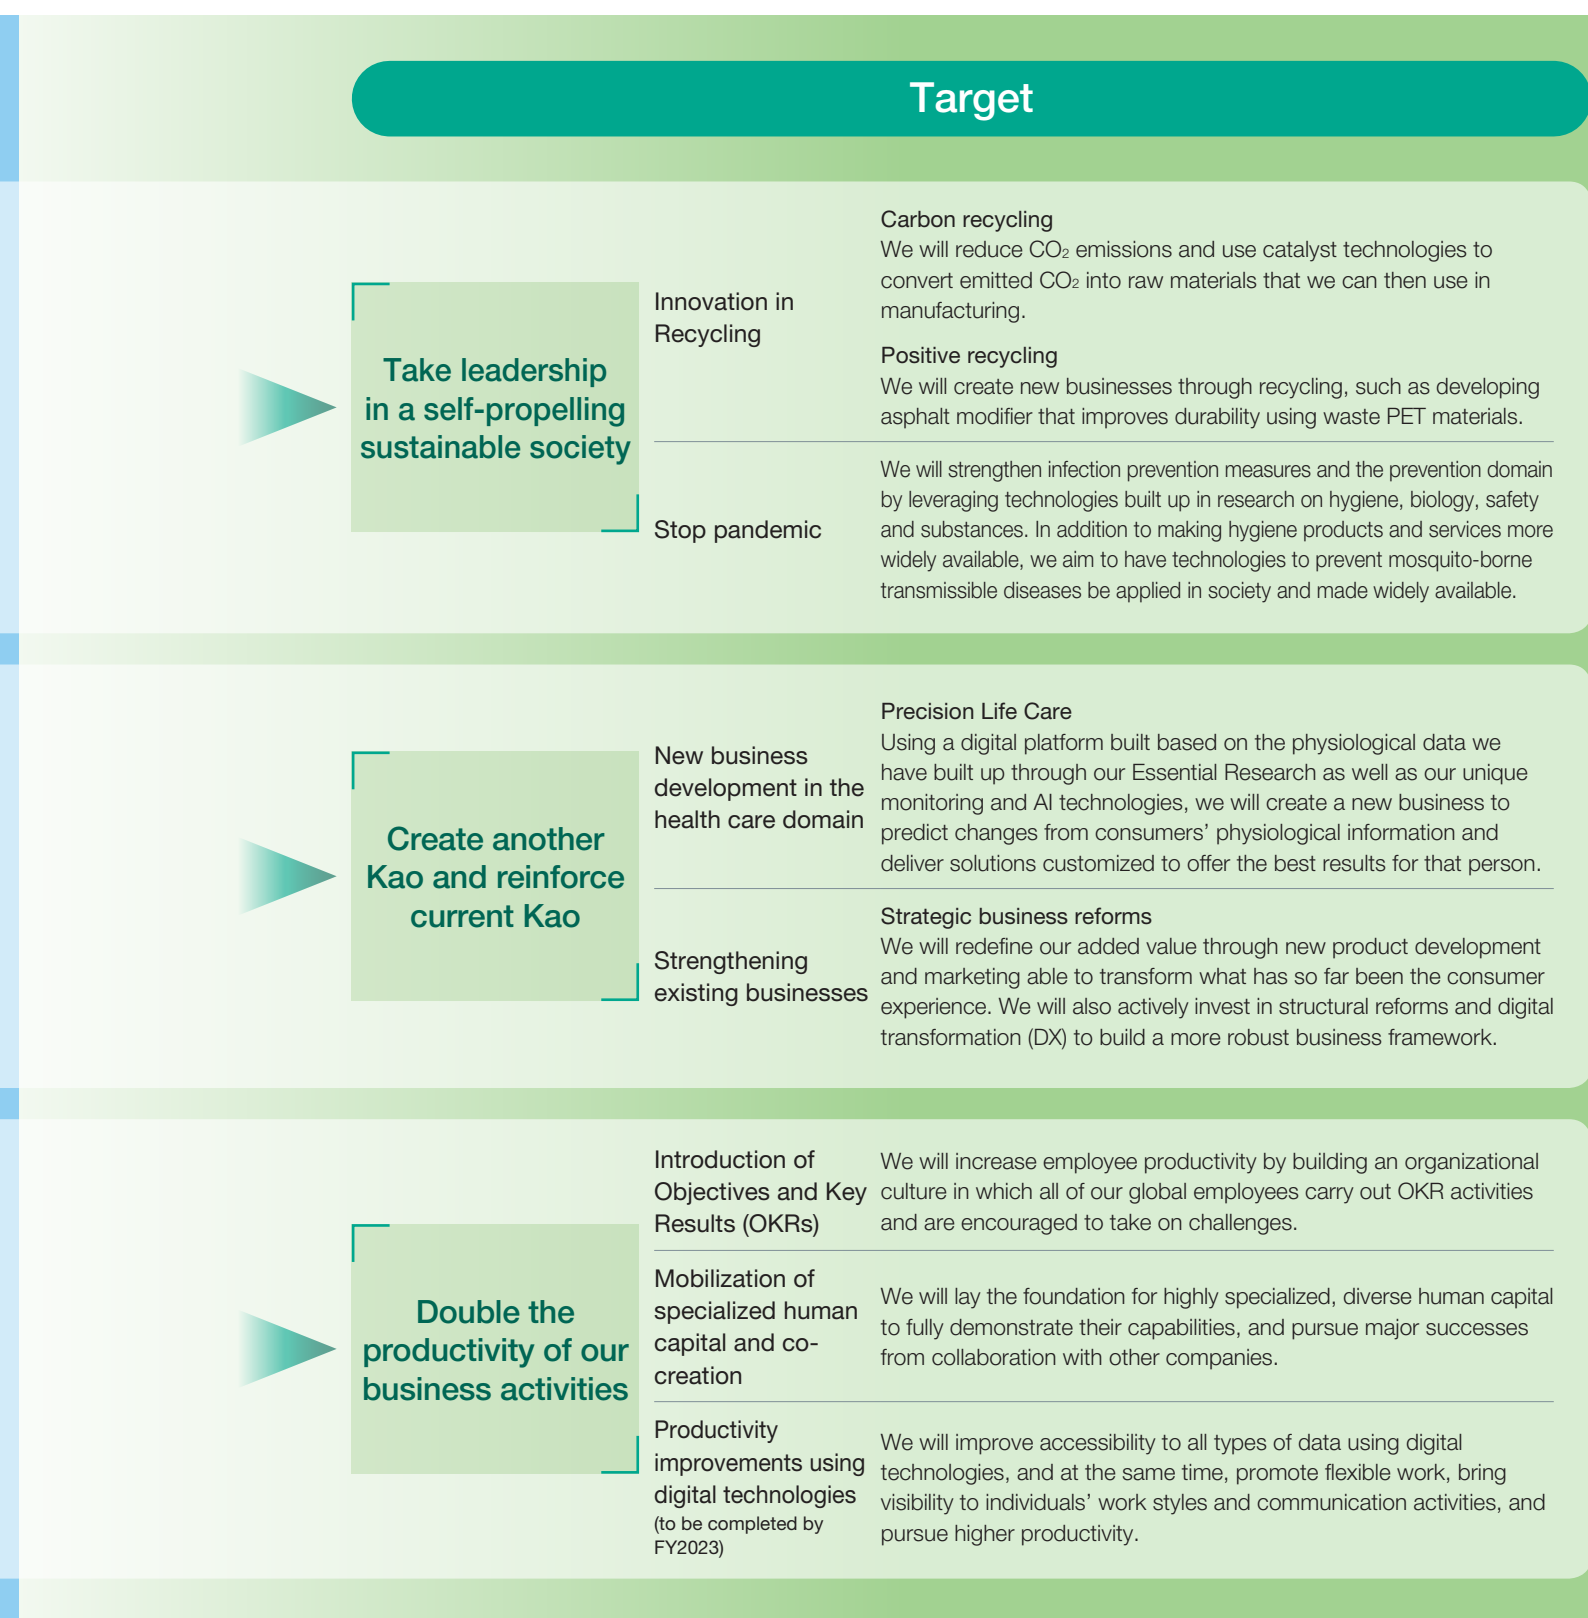 Target
Take leadership
in a self-propelling
sustainable society
Innovation in
Recycling
Carbon recycling
We will reduce CO₂ emissions and use catalyst technologies to
convert emitted CO₂ into raw materials that we can then use in
manufacturing.
Positive recycling
We will create new businesses through recycling, such as developing
asphalt modifier that improves durability using waste PET materials.
Stop pandemic
We will strengthen infection prevention measures and the prevention domain
by leveraging technologies built up in research on hygiene, biology, safety
and substances. In addition to making hygiene products and services more
widely available, we aim to have technologies to prevent mosquito-borne
transmissible diseases be applied in society and made widely available.
Create another
Kao and reinforce
current Kao
New business
development in the
health care domain
Precision Life Care
Using a digital platform built based on the physiological data we
have built up through our Essential Research as well as our unique
monitoring and AI technologies, we will create a new business to
predict changes from consumers’ physiological information and
deliver solutions customized to offer the best results for that person.
Strengthening
existing businesses
Strategic business reforms
We will redefine our added value through new product development
and marketing able to transform what has so far been the consumer
experience. We will also actively invest in structural reforms and digital
transformation (DX) to build a more robust business framework.
Double the
productivity of our
business activities
Introduction of
Objectives and Key
Results (OKRs)
We will increase employee productivity by building an organizational
culture in which all of our global employees carry out OKR activities
and are encouraged to take on challenges.
Mobilization of
specialized human
capital and co-
creation
We will lay the foundation for highly specialized, diverse human capital
to fully demonstrate their capabilities, and pursue major successes
from collaboration with other companies.
Productivity
improvements using
digital technologies
(to be completed by
FY2023)
We will improve accessibility to all types of data using digital
technologies, and at the same time, promote flexible work, bring
visibility to individuals’ work styles and communication activities, and
pursue higher productivity.